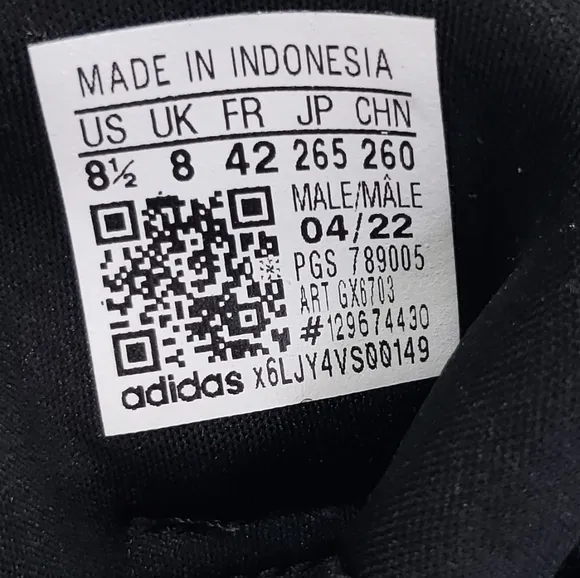 MADE IN INDONESIA
US UK FR JP CHN
8½ 8 42 265 260
MALE/MÂLE
04/22
PGS 789005
ART GX6703
#129674430
adidas X6LJY4VS00149